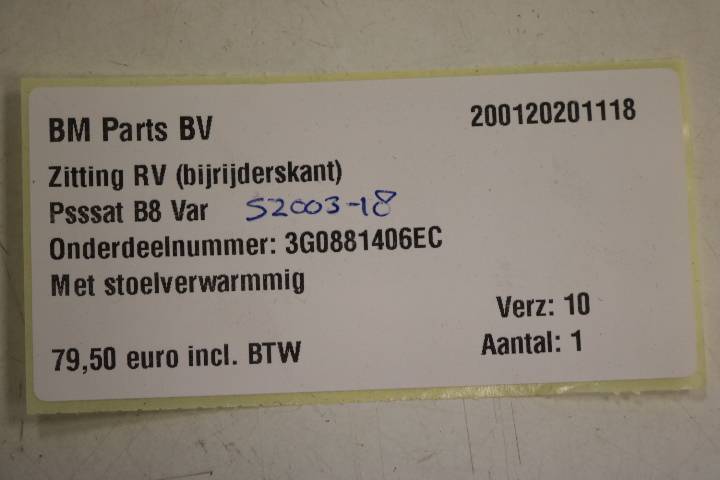 BM Parts BV 200120201118
Zitting RV (bijrijderskant)
Psssat B8 Var S2003-18
Onderdeelnummer: 3G0881406EC
Met stoelverwarmmig
Verz: 10
79,50 euro incl. BTW Aantal: 1